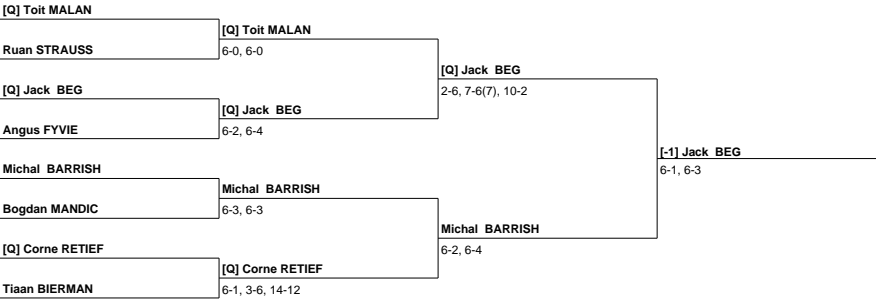 [Q] Toit MALAN
Ruan STRAUSS
[Q] Jack BEG
Angus FYVIE
Michal BARRISH
Bogdan MANDIC
[Q] Corne RETIEF
Tiaan BIERMAN
[Q] Toit MALAN
6-0, 6-0
[Q] Jack BEG
6-2, 6-4
Michal BARRISH
6-3, 6-3
[Q] Corne RETIEF
6-1, 3-6, 14-12
[Q] Jack BEG
2-6, 7-6(7), 10-2
Michal BARRISH
6-2, 6-4
[-1] Jack BEG
6-1, 6-3